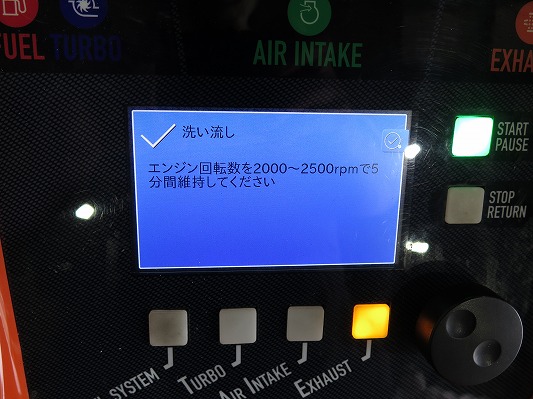 FUEL TURBO
AIR INTAKE
洗い流し
エンジン回転数を2000～2500rpmで5
分間維持してください
START
PAUSE
STOP
RETURN
SYSTEM
TURBO
AIR INTAKE
EXHAUST